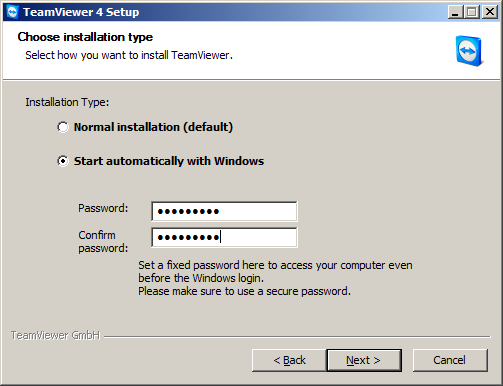 TeamViewer 4 Setup
Choose installation type
Select how you want to install TeamViewer.
Installation Type:
Normal installation (default)
Start automatically with Windows
Password: ●●●●●●●●●
Confirm
password: ●●●●●●●●●
Set a fixed password here to access your computer even
before the Windows login.
Please make sure to use a secure password.
TeamViewer GmbH
< Back Next > Cancel